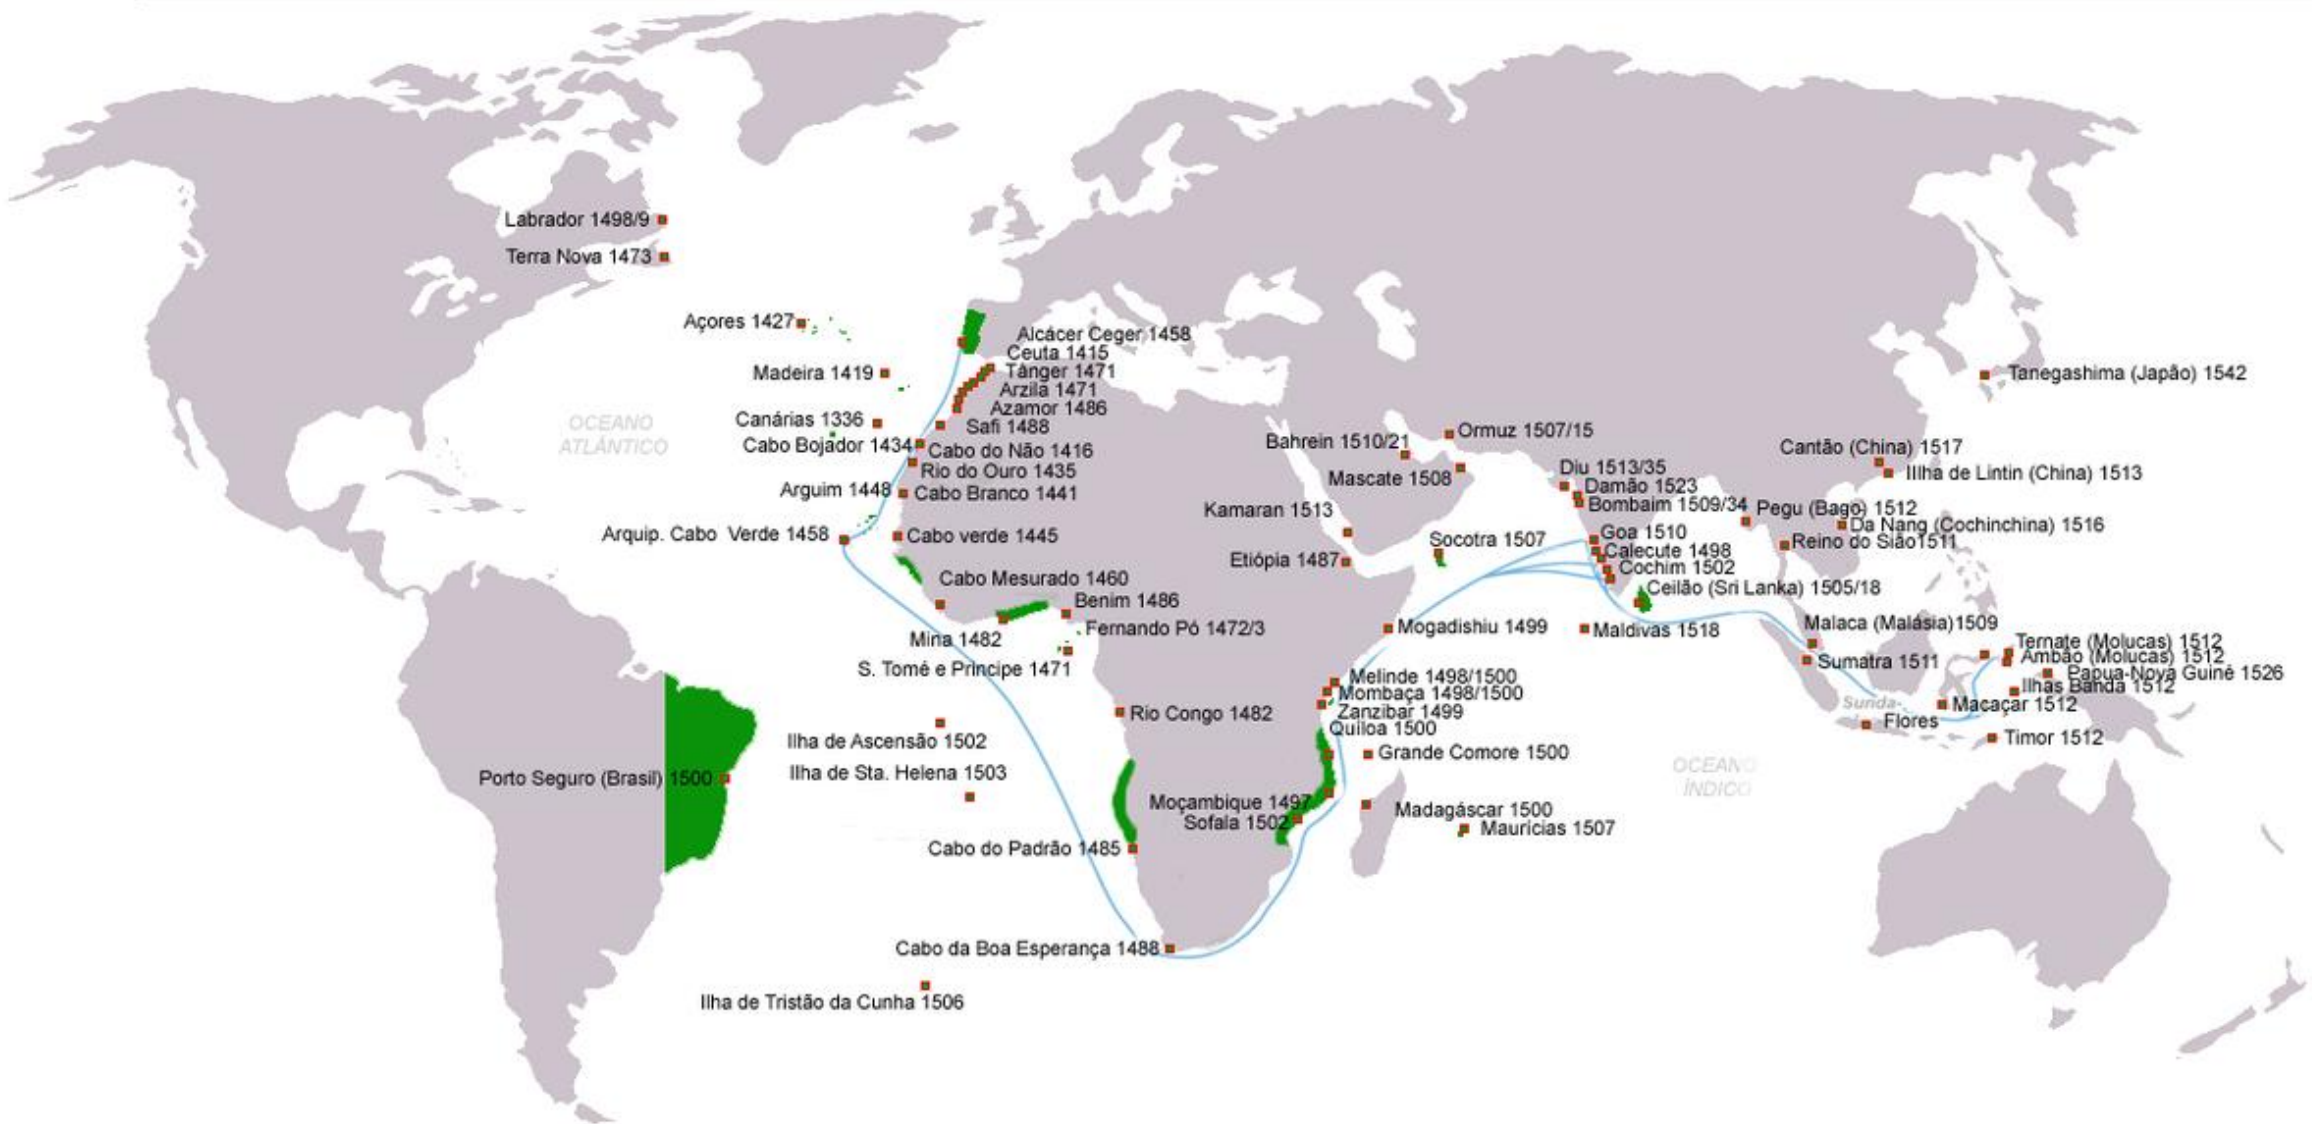 Labrador 1498/9
Terra Nova 1473
Açores 1427
Madeira 1419
OCEANO
ATLÂNTICO
Canárias 1336
Cabo Bojador 1434
Arguim 1448
Arquip. Cabo Verde 1458
Alcácer Ceger 1458
Ceuta 1415
Tânger 1471
Arzila 1471
Azamor 1486
Safi 1488
Cabo do Não 1416
Rio do Ouro 1435
Cabo Branco 1441
Cabo verde 1445
Cabo Mesurado 1460
Benim 1486
Mina 1482
Fernando Pó 1472/3
S. Tomé e Principe 1471
Rio Congo 1482
Ilha de Ascensão 1502
Ilha de Sta. Helena 1503
Porto Seguro (Brasil) 1500
Cabo do Padrão 1485
Cabo da Boa Esperança 1488
Ilha de Tristão da Cunha 1506
Bahrein 1510/21
Ormuz 1507/15
Mascate 1508
Kamaran 1513
Etiópia 1487
Socotra 1507
Mogadishiu 1499
Melinde 1498/1500
Mombaça 1498/1500
Zanzibar 1499
Quiloa 1500
Grande Comore 1500
Moçambique 1497
Sofala 1502
Madagáscar 1500
Mauricias 1507
OCEANO
ÍNDICO
Diu 1513/35
Damão 1523
Bombaim 1509/34
Goa 1510
Calecute 1498
Cochim 1502
Ceilão (Sri Lanka) 1505/18
Maldivas 1518
Tanegashima (Japão) 1542
Cantão (China) 1517
Illha de Lintin (China) 1513
Pegu (Bago) 1512
Da Nang (Cochinchina) 1516
Reino do Sião1511
Malaca (Malásia)1509
Sumatra 1511
Ternate (Molucas) 1512
Ambão (Molucas) 1512
Papua-Nova Guiné 1526
Ilhas Banda 1512
Macaçar 1512
Sunda
Flores
Timor 1512